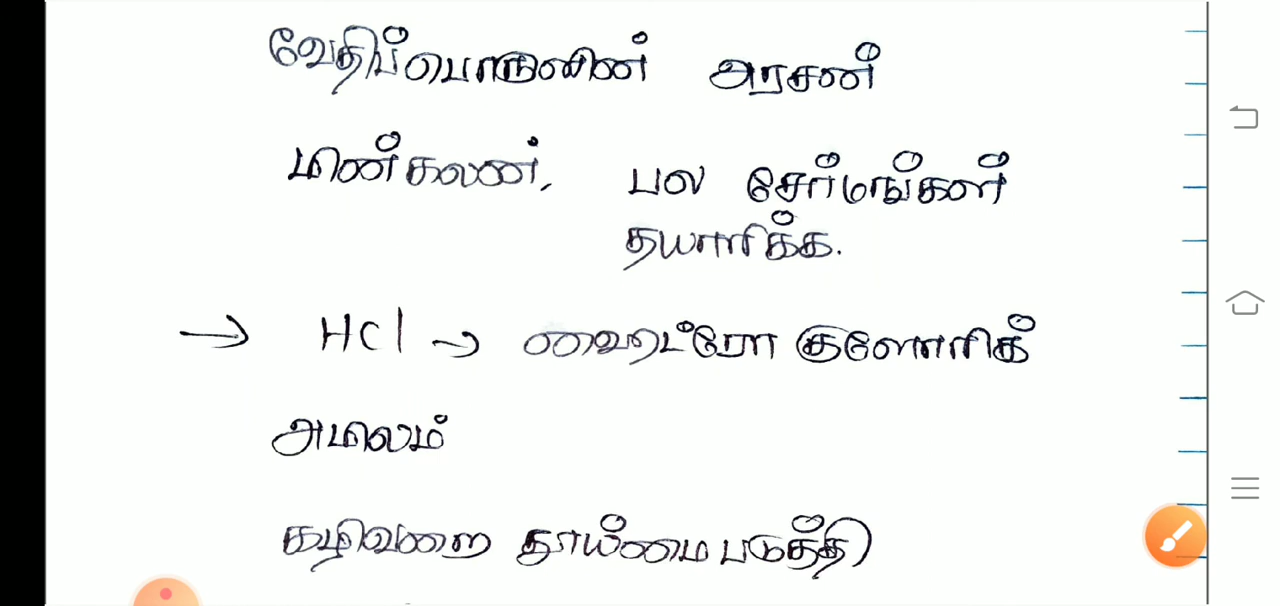 வேதிப்பொருளின் அரசன்
மின்கலன், பல சேர்மங்கள்
தயாரிக்க.
→ HCl → ஹைட்ரோ குளோரிக்
அமிலம்
கழிவறை தூய்மை படுத்தி